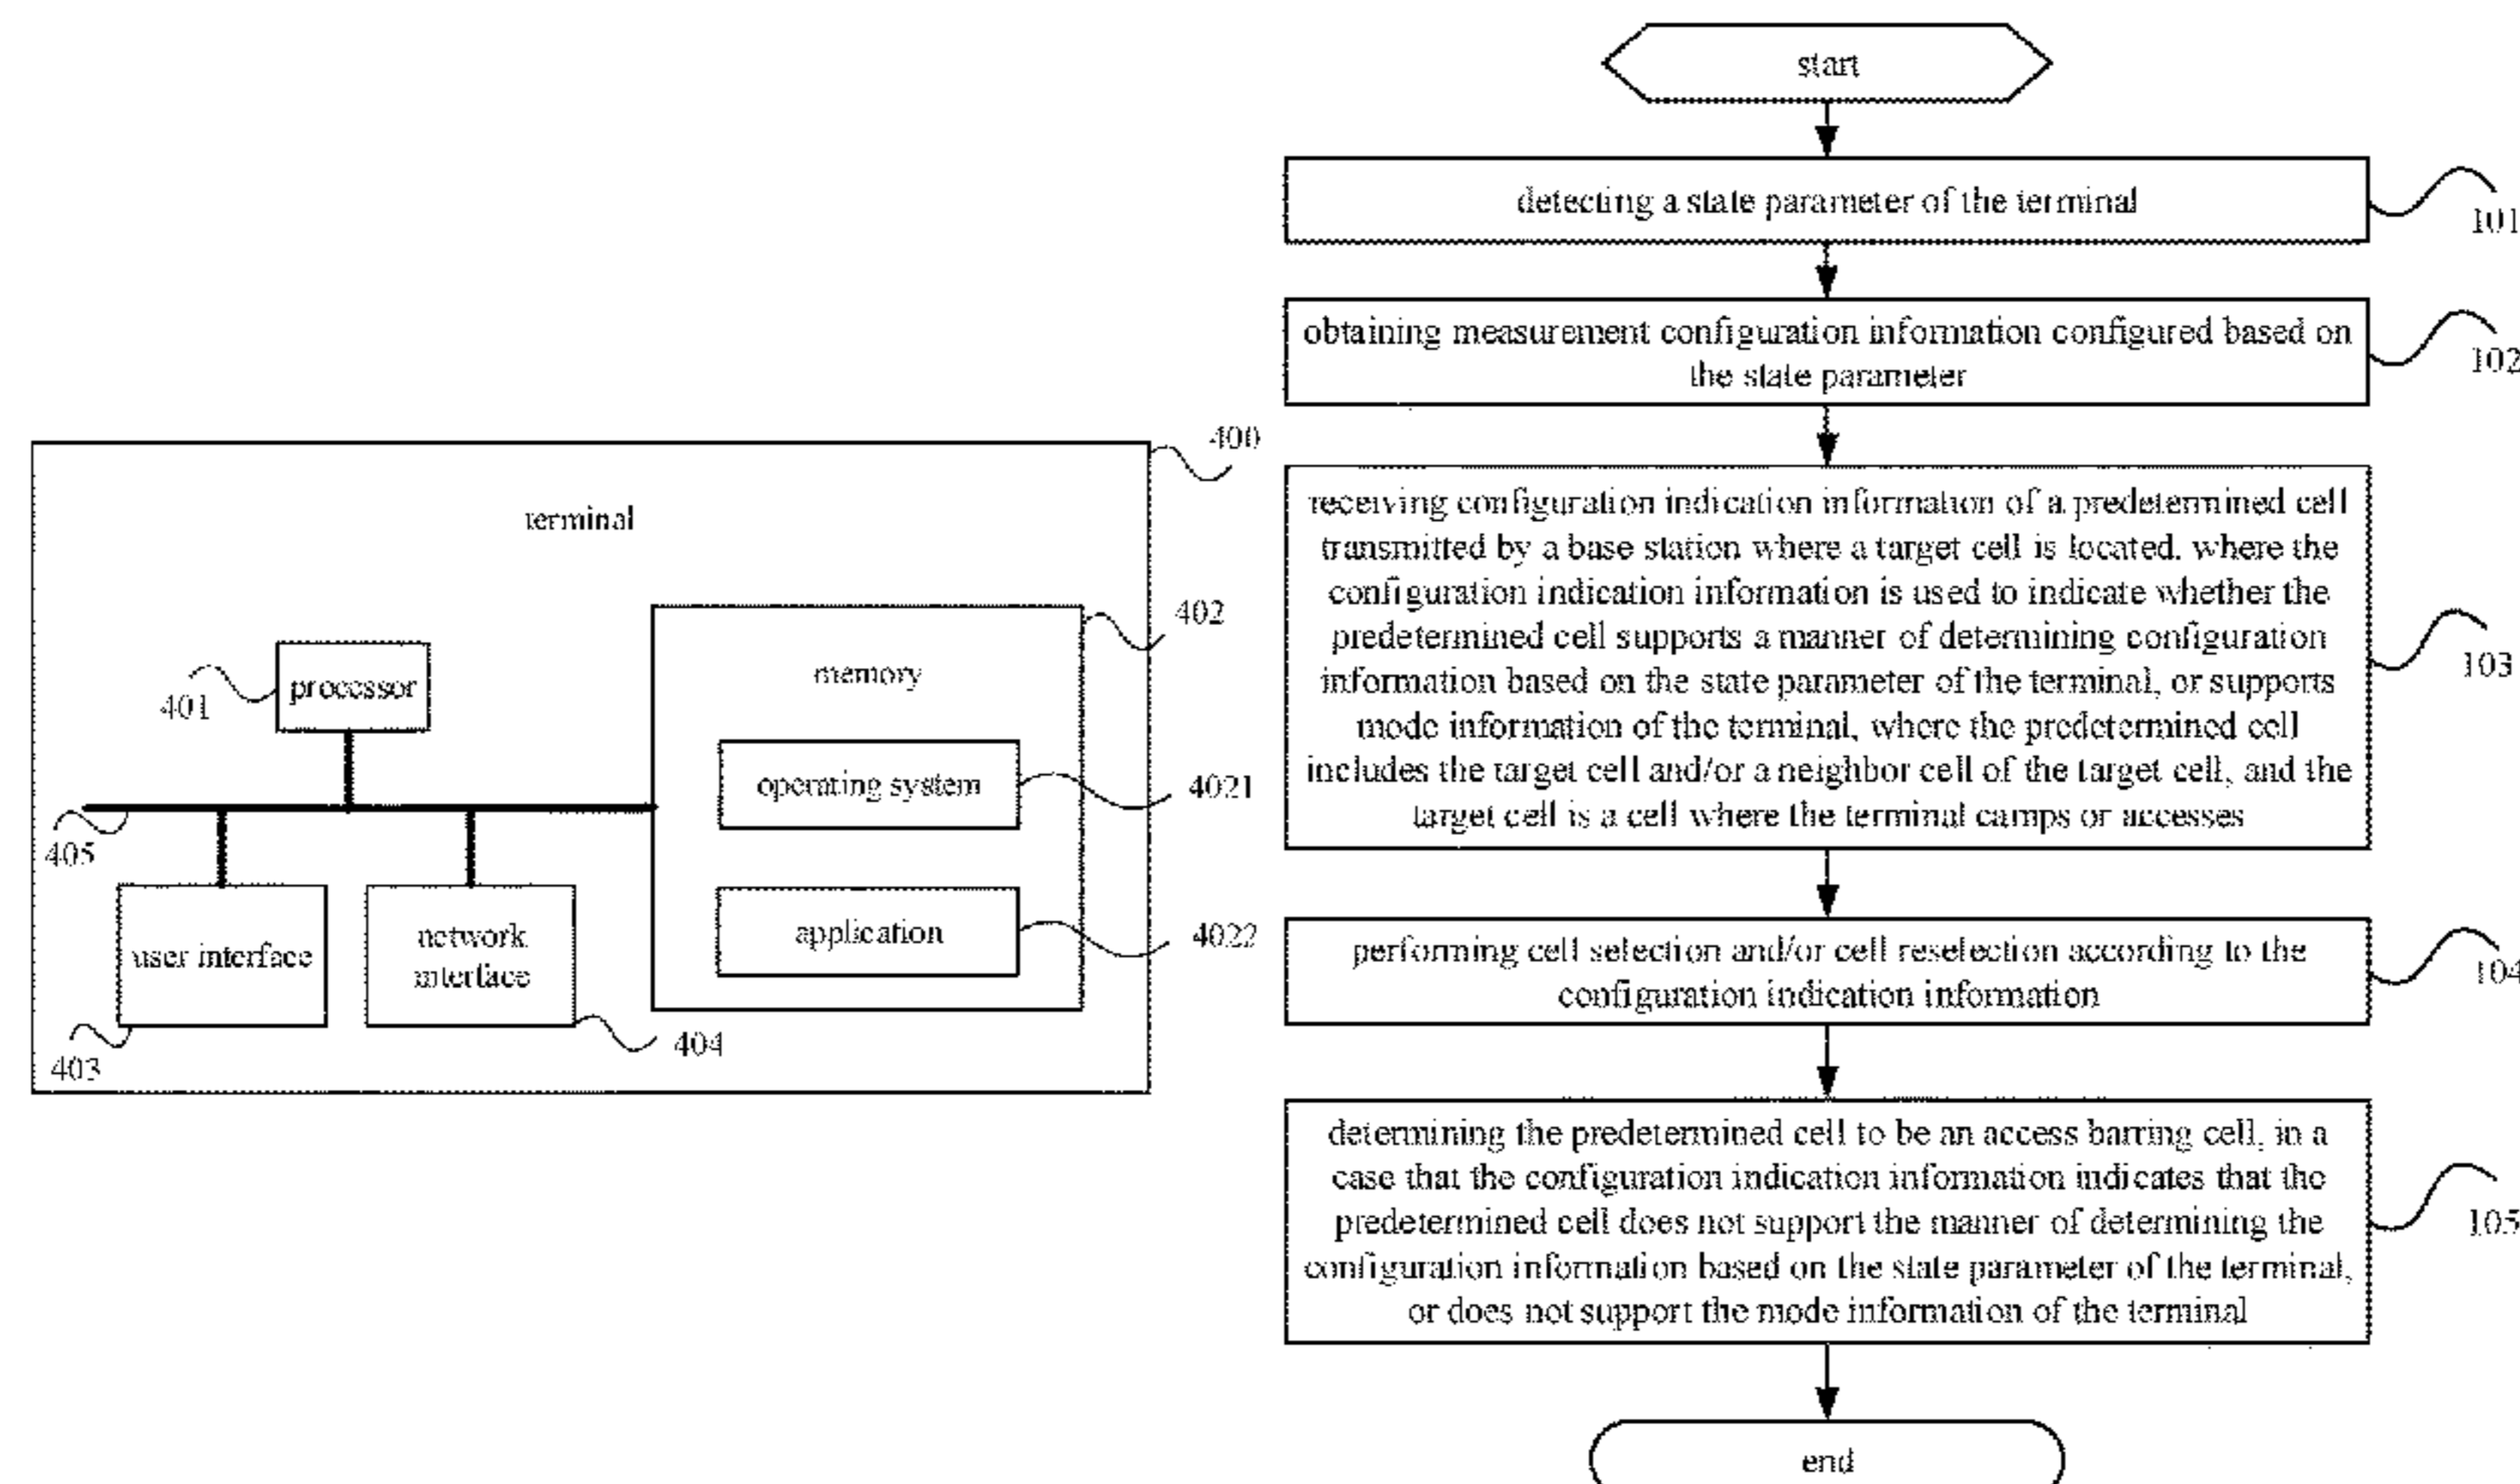 400
terminal
402
memory
processor
401
operating system
4021
405
application
4022
user interface
network
interface
403
404
start
detecting a state parameter of the terminal
101
obtaining measurement configuration information configured based on
the state parameter
102
receiving configuration indication information of a predetermined cell
transmitted by a base station where a target cell is located, where the
configuration indication information is used to indicate whether the
predetermined cell supports a manner of determining configuration
information based on the state parameter of the terminal, or supports
mode information of the terminal, where the predetermined cell
includes the target cell and/or a neighbor cell of the target cell, and the
target cell is a cell where the terminal camps or accesses
103
performing cell selection and/or cell reselection according to the
configuration indication information
104
determining the predetermined cell to be an access barring cell, in a
case that the configuration indication information indicates that the
predetermined cell does not support the manner of determining the
configuration information based on the state parameter of the terminal,
or does not support the mode information of the terminal
105
end